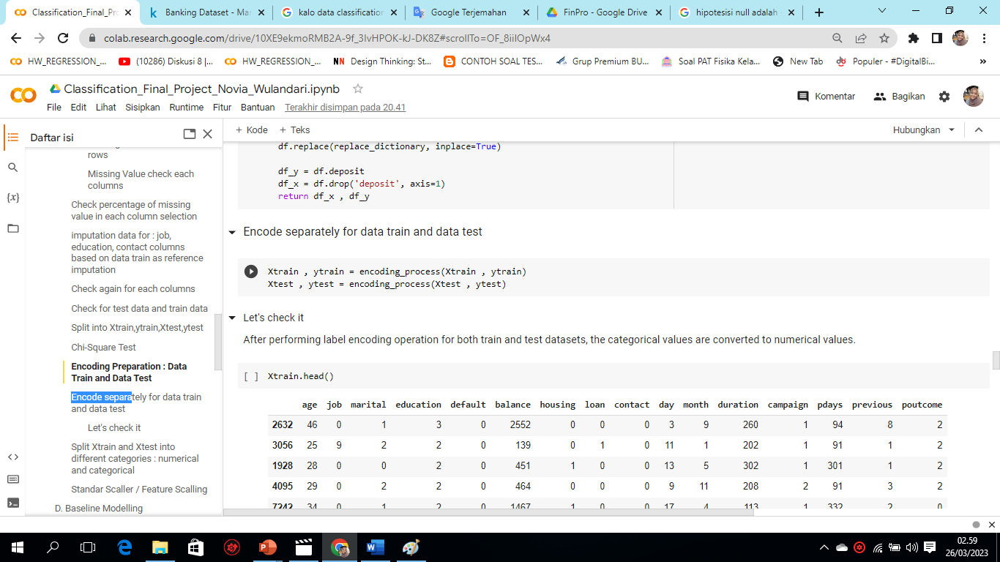 Classification_Final_Pro
Banking Dataset - Mar
kalo data classification
Google Terjemahan
FinPro - Google Drive
hipotesisi null adalah -
colab.research.google.com/drive/10XE9ekmoRMB2A-9f_3IvHPOK-kJ-DK8Z#scrollTo=OF_8iilOpWx4
HW_REGRESSION_...
(10286) Diskusi 8 |...
HW_REGRESSION_...
NN Design Thinking: St...
CONTOH SOAL TES...
Grup Premium BU...
Soal PAT Fisika Kela...
New Tab
Populer - #DigitalBi...
»
Classification_Final_Project_Novia_Wulandari.ipynb
File Edit Lihat Sisipkan Runtime Fitur Bantuan Terakhir disimpan pada 20.41
Komentar Bagikan
Daftar isi
+ Kode + Teks
Hubungkan
rows
Missing Value check each
columns
Check percentage of missing
value in each column selection
imputation data for : job,
education, contact columns
based on data train as reference
imputation
Check again for each columns
Check for test data and train data
Split into Xtrain,ytrain,Xtest,ytest
Chi-Square Test
Encoding Preparation : Data
Train and Data Test
Encode separately for data train
and data test
Let's check it
Split Xtrain and Xtest into
different categories : numerical
and categorical
Standar Scaller / Feature Scalling
D. Baseline Modelling
df.replace(replace_dictionary, inplace=True)
df_y = df.deposit
df_x = df.drop('deposit', axis=1)
return df_x , df_y
Encode separately for data train and data test
Xtrain , ytrain = encoding_process(Xtrain , ytrain)
Xtest , ytest = encoding_process(Xtest , ytest)
Let's check it
After performing label encoding operation for both train and test datasets, the categorical values are converted to numerical values.
[ ] Xtrain.head()
age job marital education default balance housing loan contact day month duration campaign pdays previous poutcome
2632 46 0 1 3 0 2552 0 0 0 3 9 260 1 94 8 2
3056 25 9 2 2 0 139 0 1 0 11 1 202 1 91 1 2
1928 28 0 0 2 0 451 1 0 0 13 5 302 1 301 1 2
4095 29 0 2 2 0 464 0 0 0 9 11 208 2 91 3 2
7242 34 0 1 2 0 1467 1 0 0 17 4 113 1 332 2 0
02.59
26/03/2023